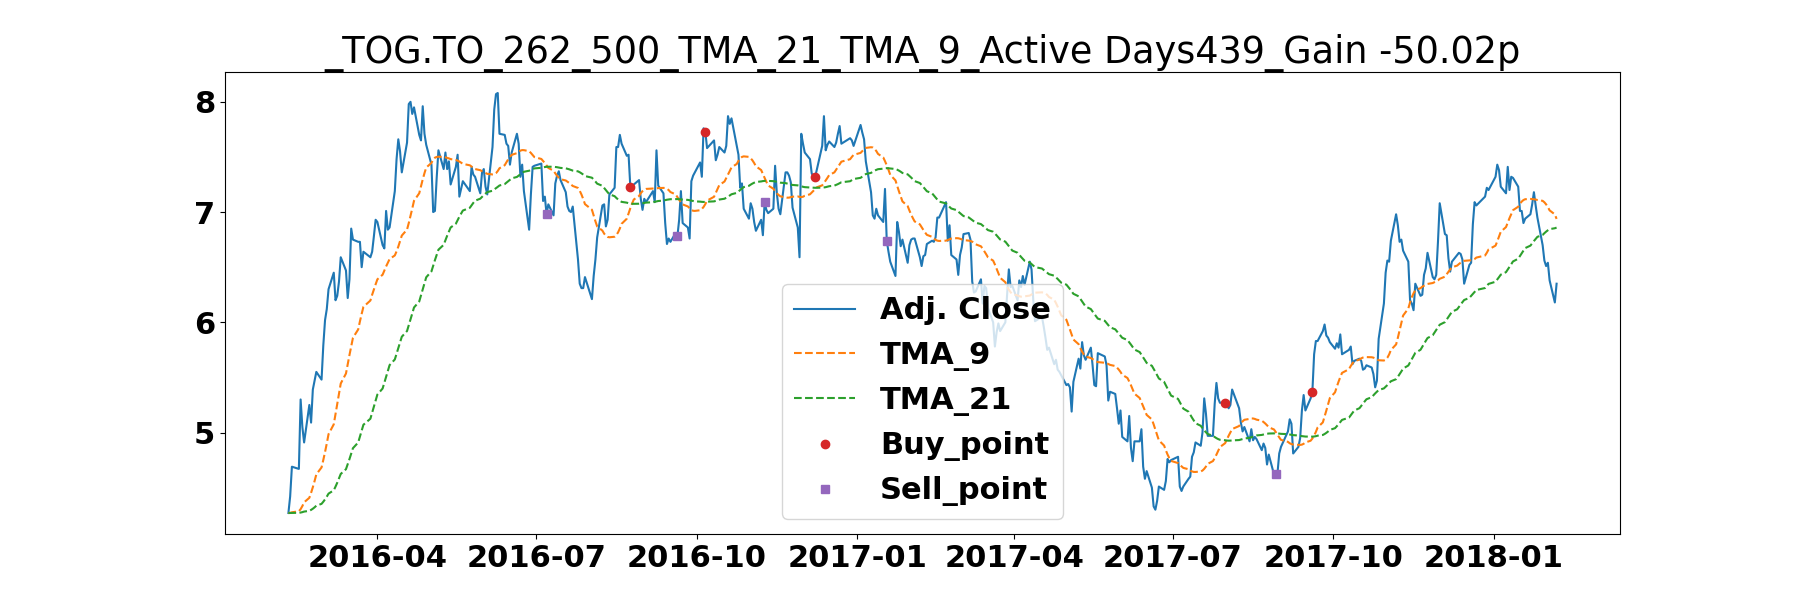 _TOG.TO_262_500_TMA_21_TMA_9_Active Days439_Gain -50.02p
8
7
6
5
Adj. Close
TMA_9
TMA_21
Buy_point
Sell_point
2016-04 2016-07 2016-10 2017-01 2017-04 2017-07 2017-10 2018-01